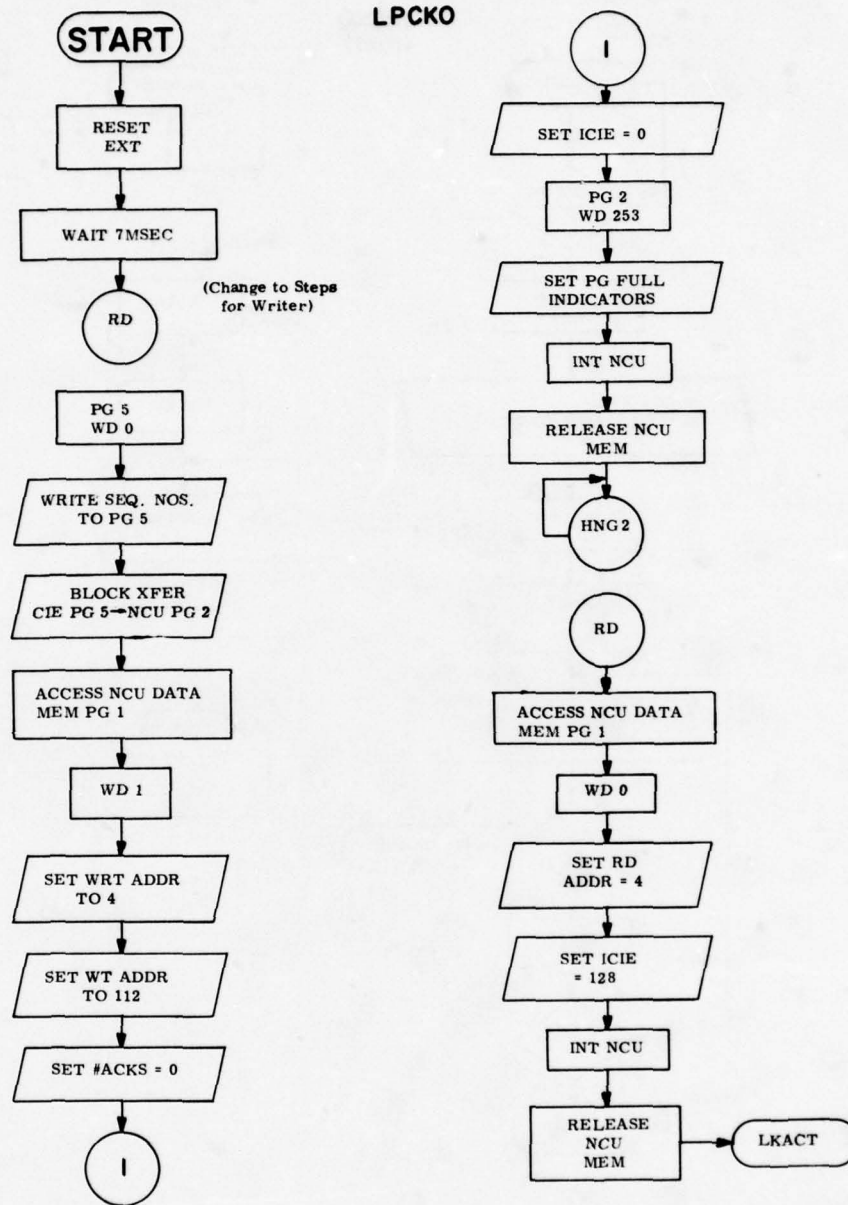 LPCKO
START
RESET
EXT
WAIT 7MSEC
(Change to Steps
for Writer)
RD
PG 5
WD 0
WRITE SEQ. NOS.
TO PG 5
BLOCK XFER
CIE PG 5→NCU PG 2
ACCESS NCU DATA
MEM PG 1
WD 1
SET WRT ADDR
TO 4
SET WT ADDR
TO 112
SET #ACKS = 0
I
I
SET ICIE = 0
PG 2
WD 253
SET PG FULL
INDICATORS
INT NCU
RELEASE NCU
MEM
HNG 2
RD
ACCESS NCU DATA
MEM PG 1
WD 0
SET RD
ADDR = 4
SET ICIE
= 128
INT NCU
RELEASE
NCU
MEM
LKACT